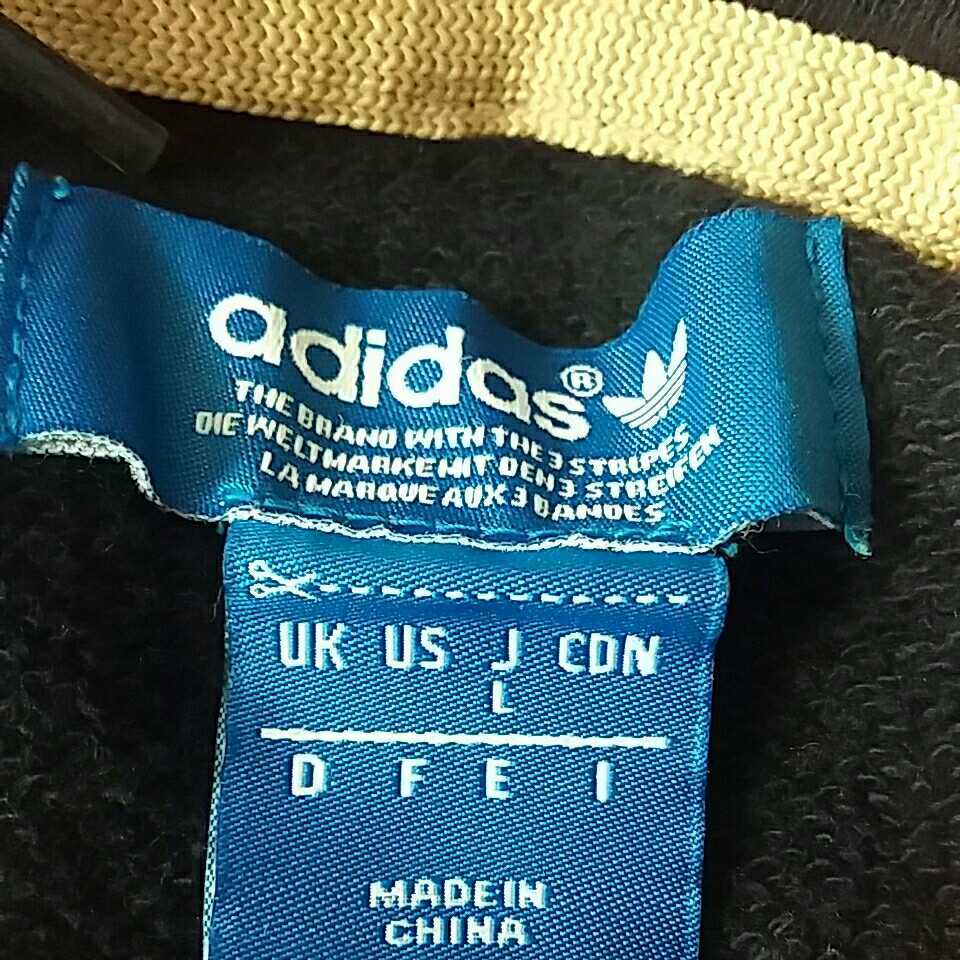 adidas®
THE BRAND WITH THE 3 STRIPES
DIE WELTMARKE MIT DEN 3 STREIFEN
LA MARQUE AUX 3 BANDES
UK US J CDN
L
D F E I
MADE IN
CHINA